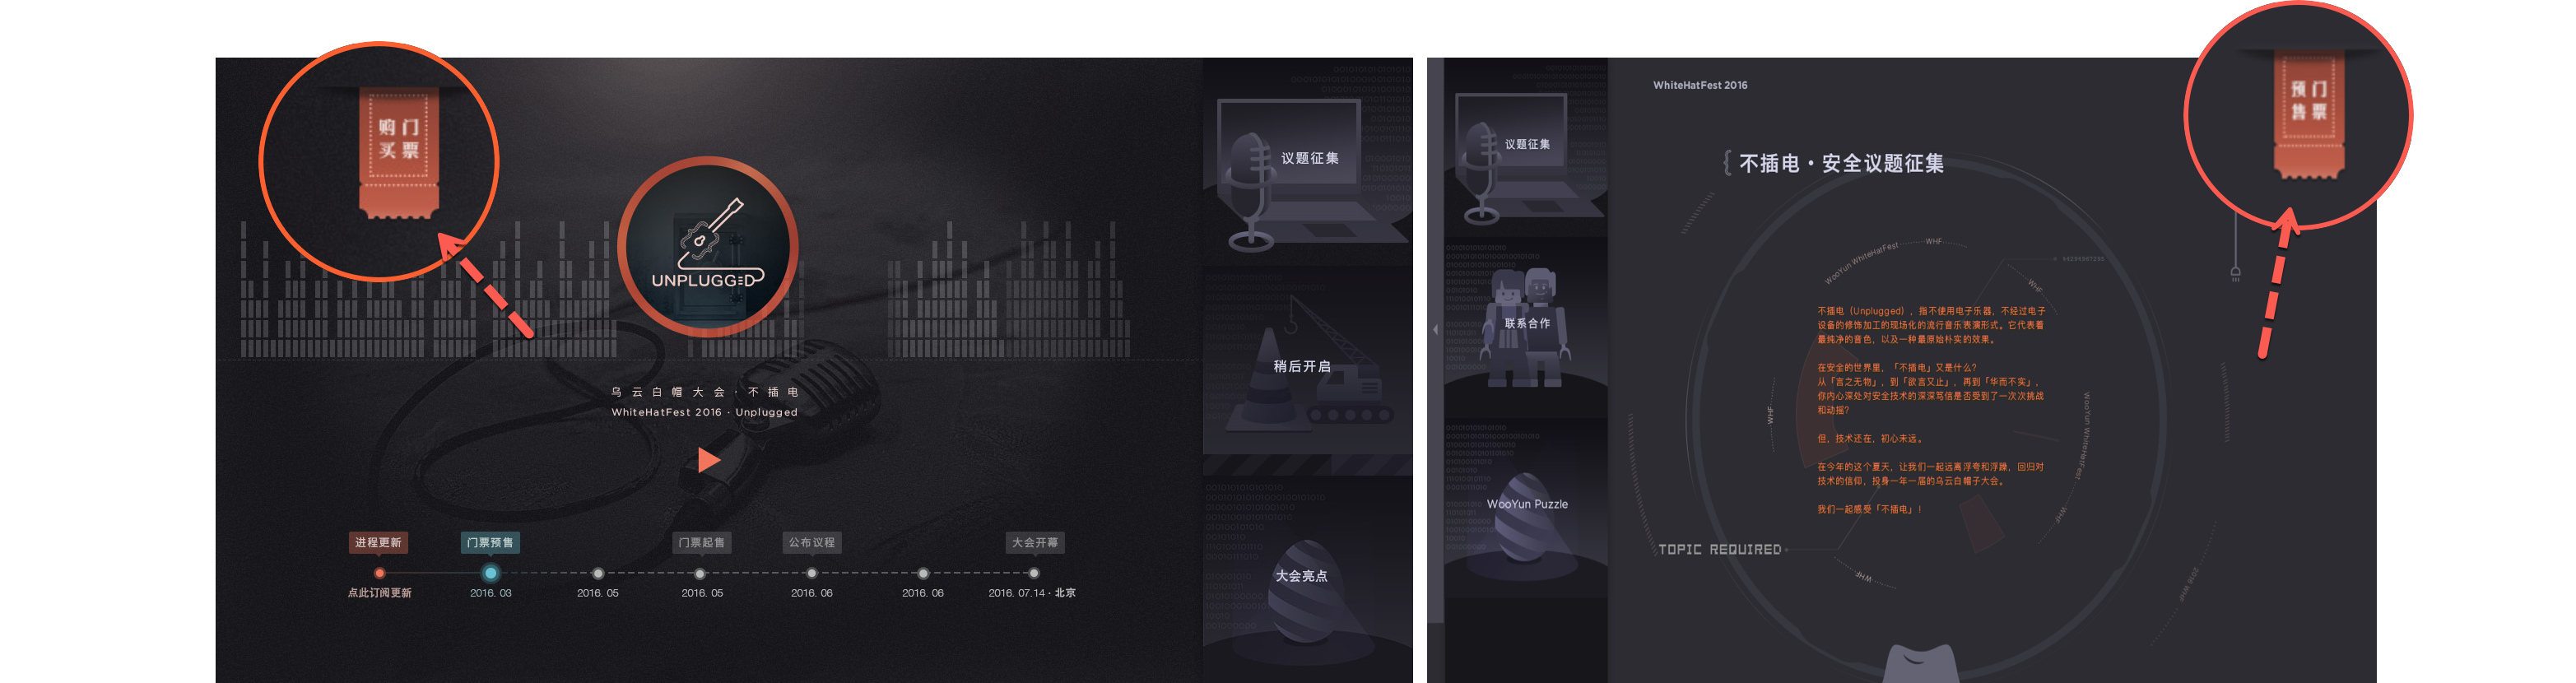 购 门
买 票
UNPLUGGED
乌云白帽大会·不插电
WhiteHatFest 2016 · Unplugged
进程更新
门票预售
门票起售
公布议程
大会开幕
点此订阅更新
2016. 03
2016. 05
2016. 05
2016. 06
2016. 06
2016. 07.14 · 北京
议题征集
稍后开启
大会亮点
议题征集
联系合作
WooYun Puzzle
WhiteHatFest 2016
预 门
售 票
{ 不插电·安全议题征集
WooYun WhiteHatFest
WHF
WHF
WHF
不插电（Unplugged），指不使用电子乐器，不经过电子
设备的修饰加工的现场化的流行音乐表演形式。它代表着
最纯净的音色，以及一种最原始朴实的效果。
在安全的世界里，「不插电」又是什么？
从「言之无物」，到「欲言又止」，再到「华而不实」，
你内心深处对安全技术的深深笃信是否受到了一次次挑战
和动摇？
但，技术还在，初心未远。
在今年的这个夏天，让我们一起远离浮夸和浮躁，回归对
技术的信仰，投身一年一届的乌云白帽子大会。
我们一起感受「不插电」！
WooYun WhiteHatFest
WHF
TOPIC REQUIRED
WHF
2016 WHF